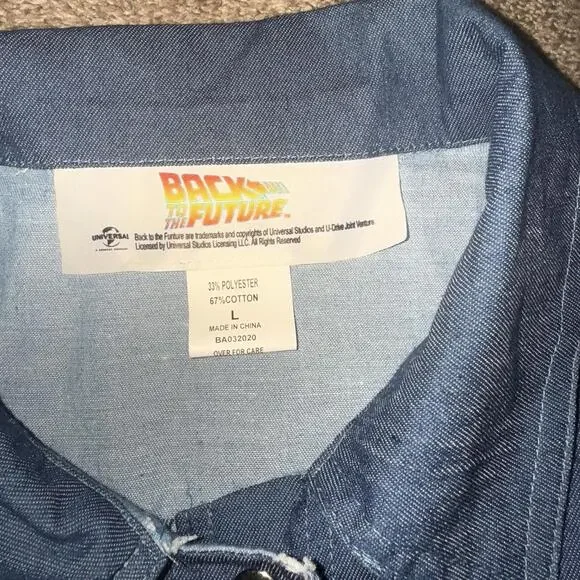 BACK
TO THE FUTURE™
UNIVERSAL
Back to the Funture are trademarks and copyrights of Universal Studios and U-Drive Joint Venture.
Licensed by Universal Studios Licensing LLC. All Rights Reserved
33% POLYESTER
67%COTTON
L
MADE IN CHINA
BA032020
OVER FOR CARE